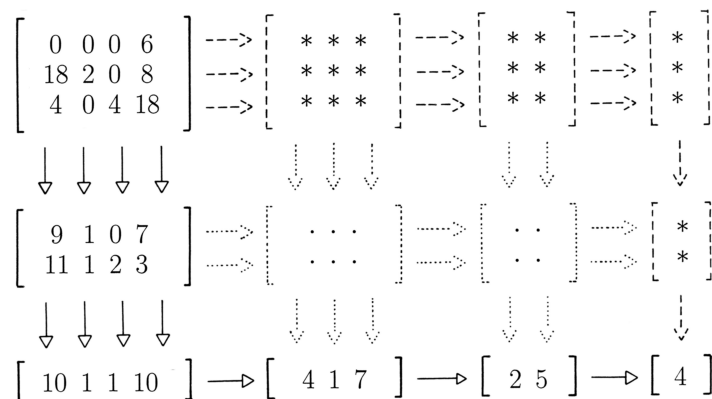 0 0 0 6 * * * * * *
18 2 0 8 * * * * * *
4 0 4 18 * * * * * *
9 1 0 7 . . . . . *
11 1 2 3 . . . . . *
10 1 1 10 4 1 7 2 5 4